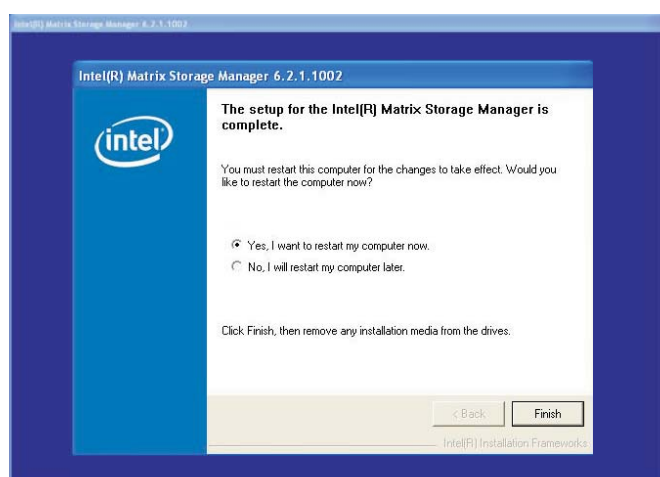 Intel(R) Matrix Storage Manager 6.2.1.1002
Intel(R) Matrix Storage Manager 6.2.1.1002
intel
The setup for the Intel(R) Matrix Storage Manager is
complete.
You must restart this computer for the changes to take effect. Would you
like to restart the computer now?
Yes, I want to restart my computer now.
No, I will restart my computer later.
Click Finish, then remove any installation media from the drives.
< Back
Finish
Intel(R) Installation Frameworks